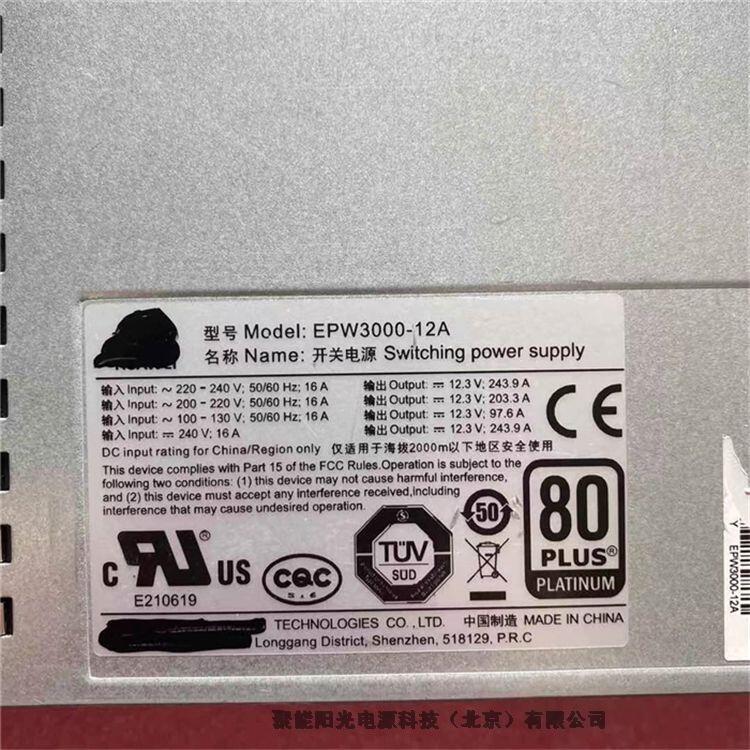 型号 Model: EPW3000-12A
名称 Name: 开关电源 Switching power supply
输入 Input: ~ 220 - 240 V; 50/60 Hz; 16 A 输出 Output: ⎓ 12.3 V; 243.9 A
输入 Input: ~ 200 - 220 V; 50/60 Hz; 16 A 输出 Output: ⎓ 12.3 V; 203.3 A
输入 Input: ~ 100 - 130 V; 50/60 Hz; 16 A 输出 Output: ⎓ 12.3 V; 97.6 A
输入 Input: ⎓ 240 V; 16 A 输出 Output: ⎓ 12.3 V; 243.9 A
CE
DC input rating for China/Region only 仅适用于海拔2000m以下地区安全使用
This device complies with Part 15 of the FCC Rules.Operation is subject to the
following two conditions: (1) this device may not cause harmful interference,
and (2) this device must accept any interference received,including
interference that may cause undesired operation.
C RU ® US
E210619
CQC
TÜV
SÜD
50
80
PLUS®
PLATINUM
TECHNOLOGIES CO., LTD. 中国制造 MADE IN CHINA
Longgang District, Shenzhen, 518129, P.R.C
Y EPW3000-12A
聚能阳光电源科技（北京）有限公司